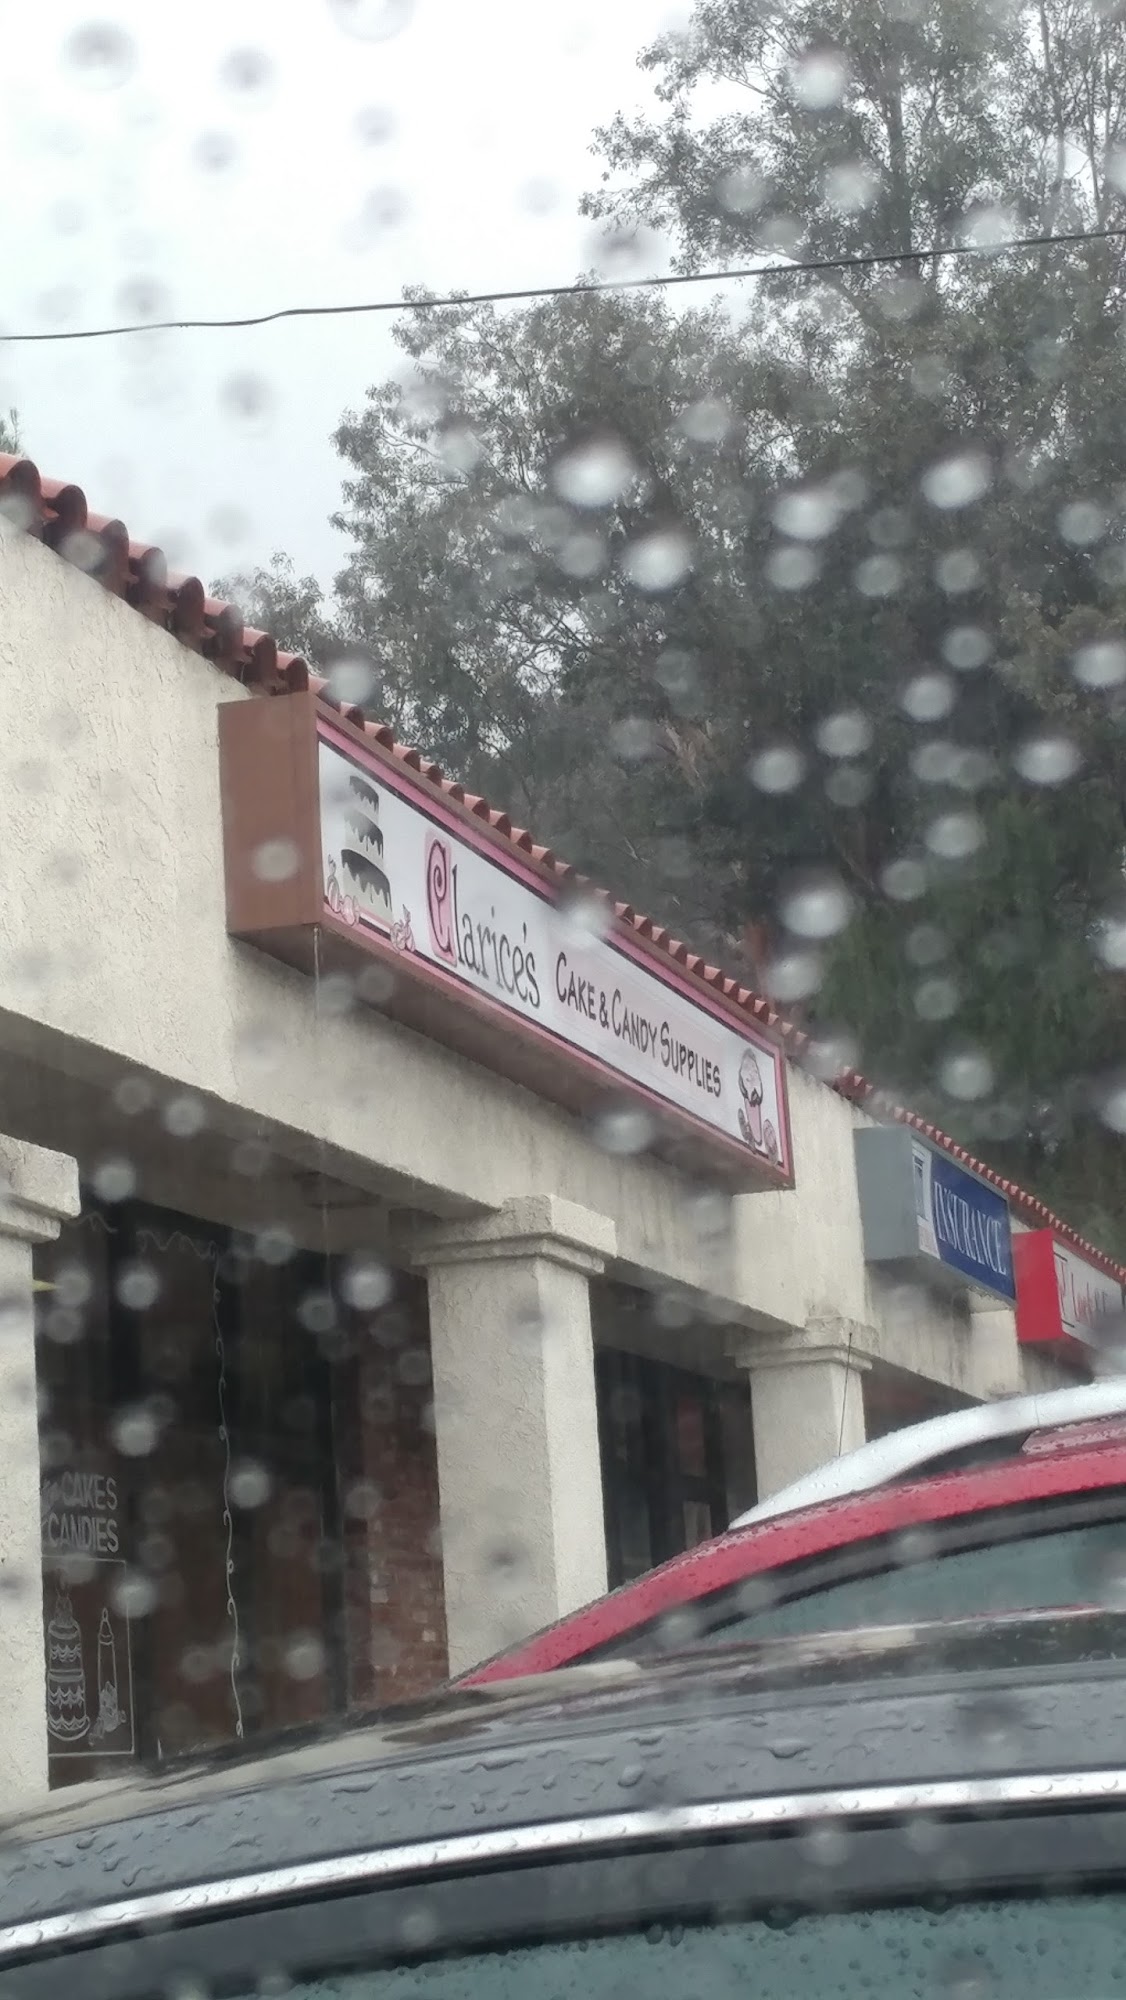 Clarice's CAKE & CANDY SUPPLIES
INSURANCE
CAKES
CANDIES